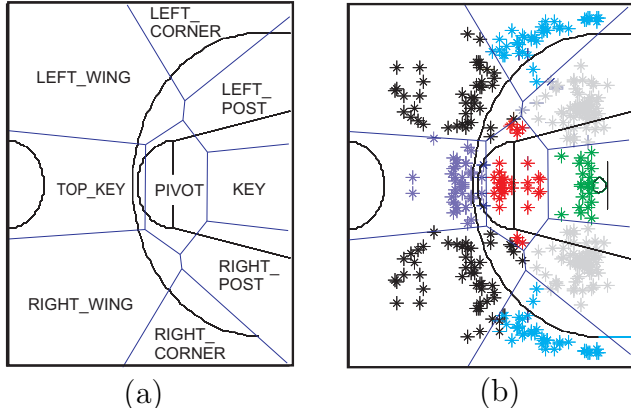 LEFT_
CORNER
LEFT_WING
LEFT_
POST
TOP_KEY
PIVOT
KEY
RIGHT_
POST
RIGHT_WING
RIGHT_
CORNER
(a)
(b)